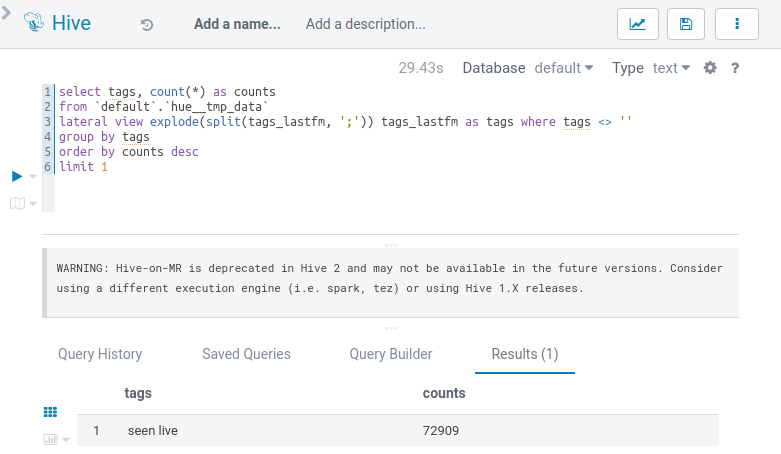 Hive Add a name... Add a description...
29.43s Database default Type text ?
1 select tags, count(*) as counts
2 from `default`.`hue__tmp_data`
3 lateral view explode(split(tags_lastfm, ';')) tags_lastfm as tags where tags <> ''
4 group by tags
5 order by counts desc
6 limit 1
WARNING: Hive-on-MR is deprecated in Hive 2 and may not be available in the future versions. Consider
using a different execution engine (i.e. spark, tez) or using Hive 1.X releases.
Query History Saved Queries Query Builder Results (1)
tags counts
1 seen live 72909